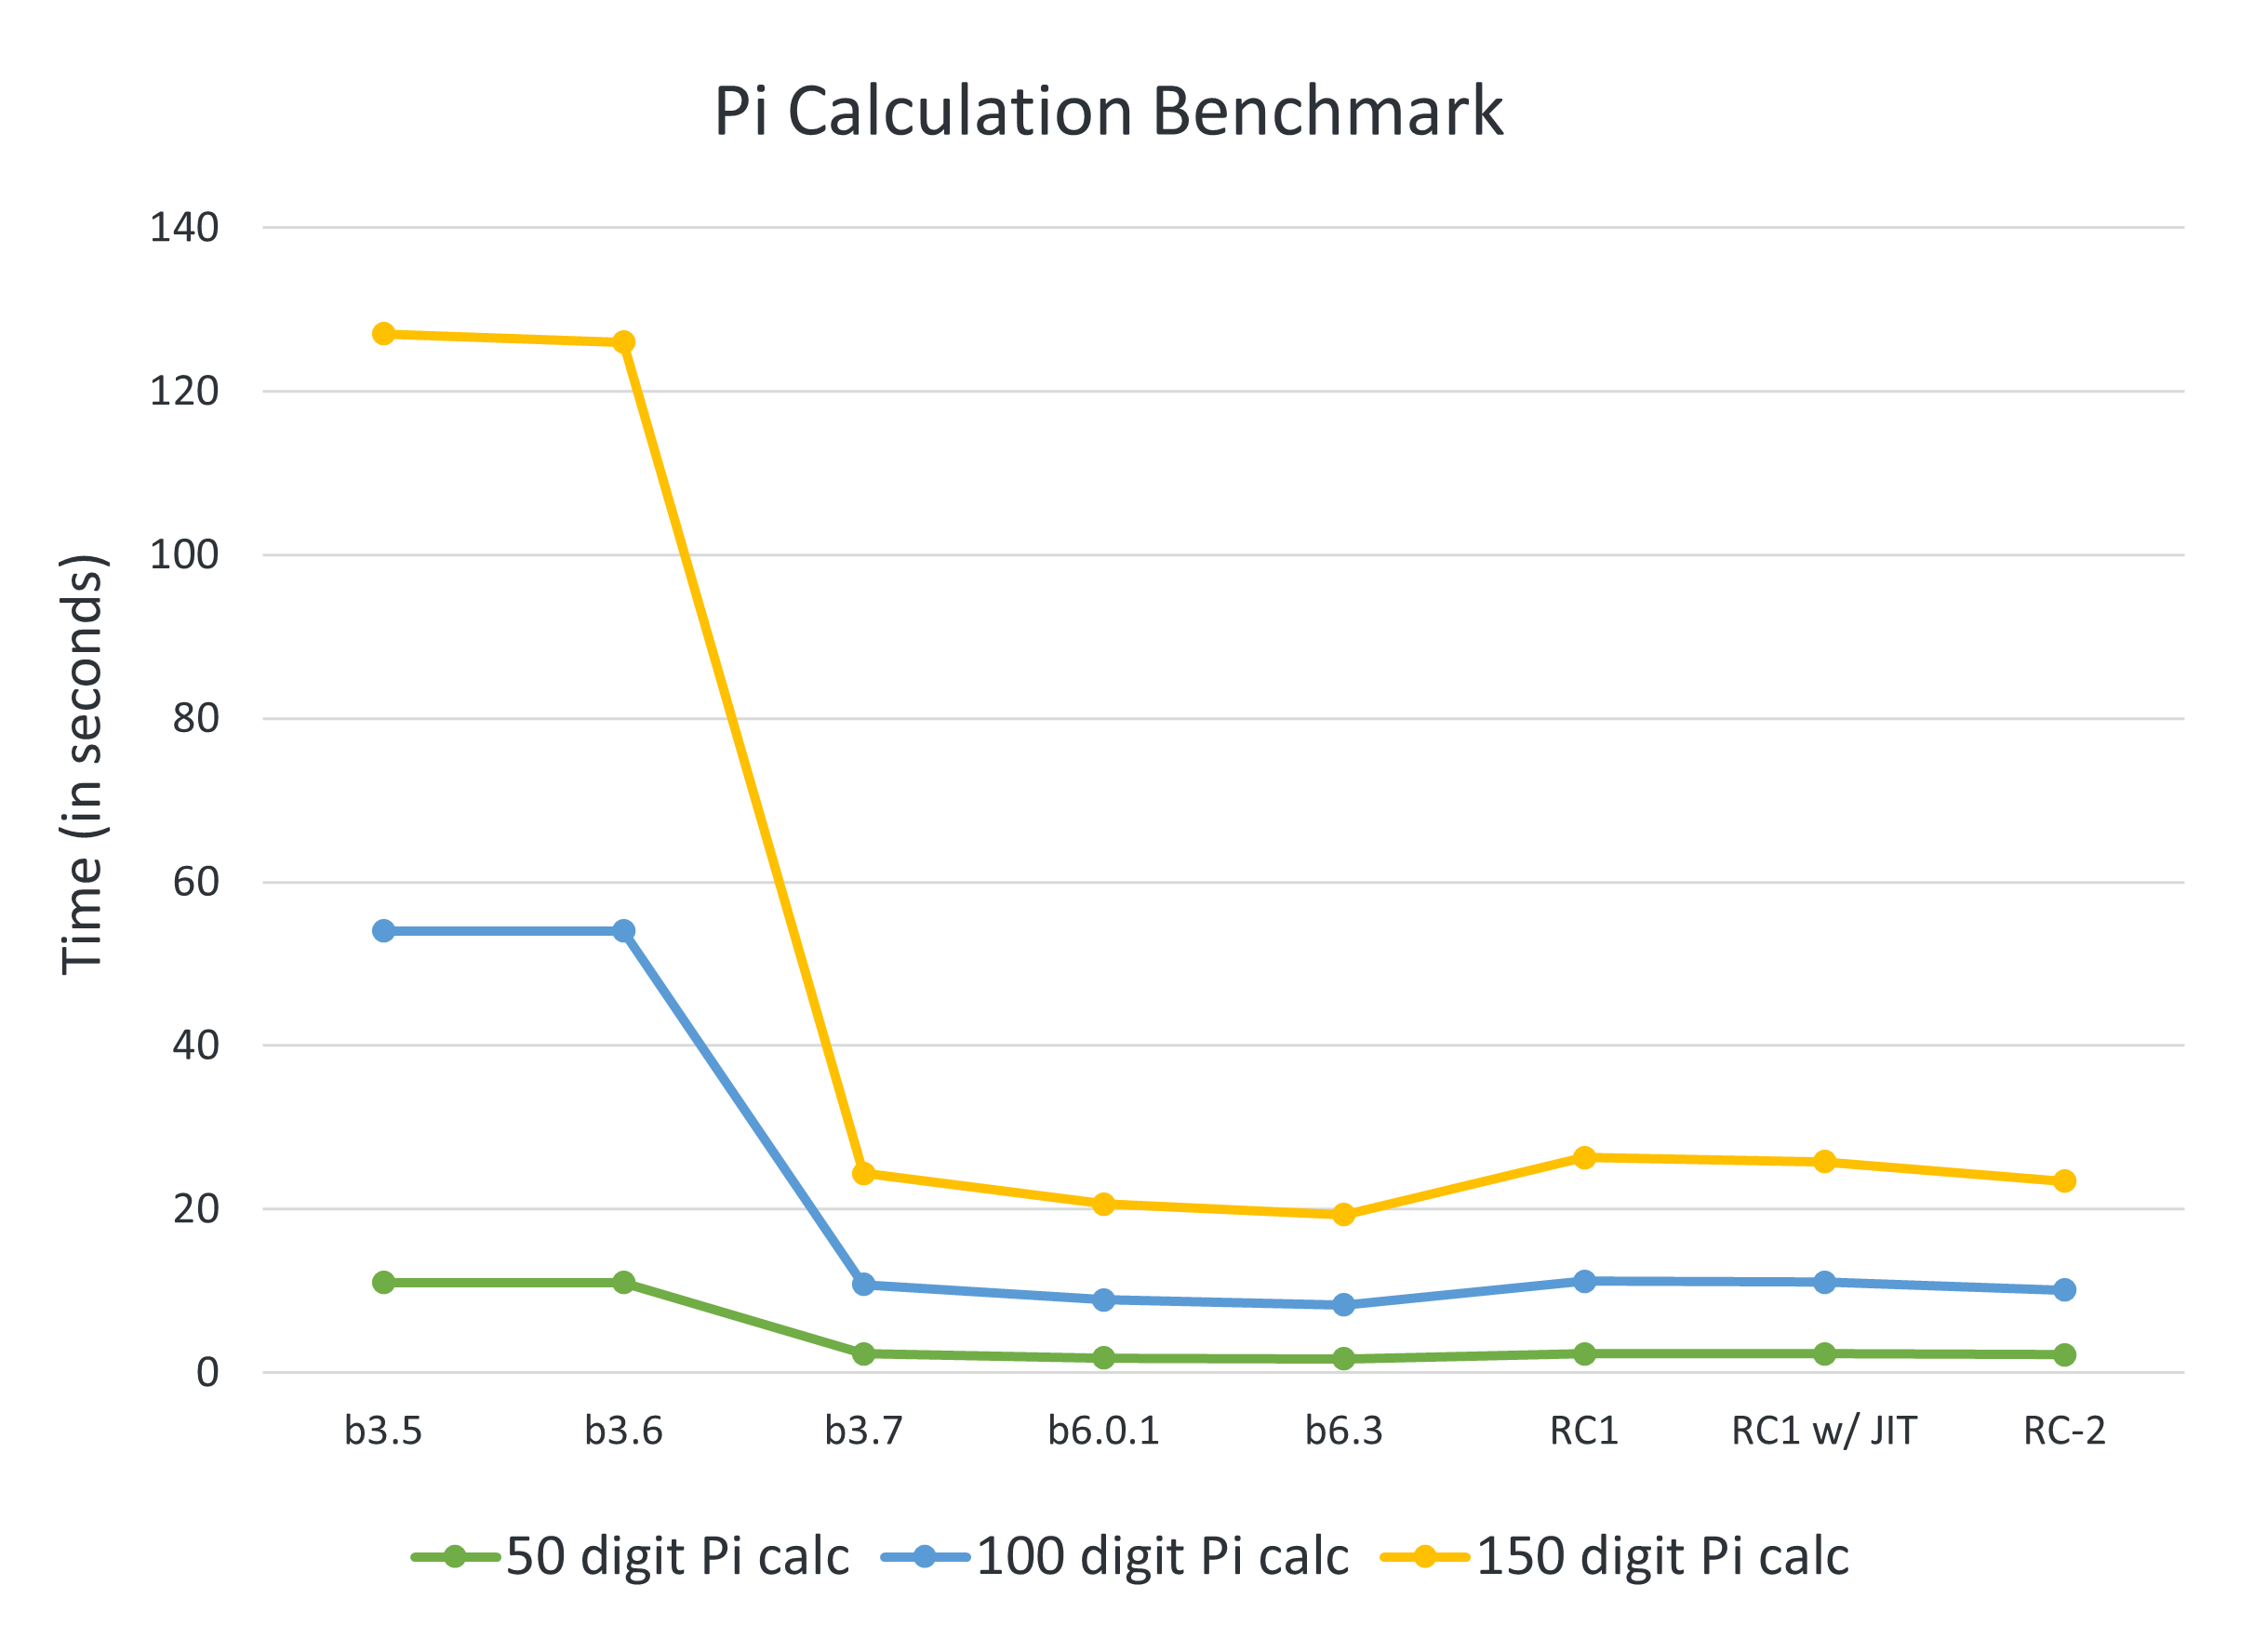 Pi Calculation Benchmark
Time (in seconds)
140
120
100
80
60
40
20
0
b3.5 b3.6 b3.7 b6.0.1 b6.3 RC1 RC1 w/ JIT RC-2
50 digit Pi calc 100 digit Pi calc 150 digit Pi calc